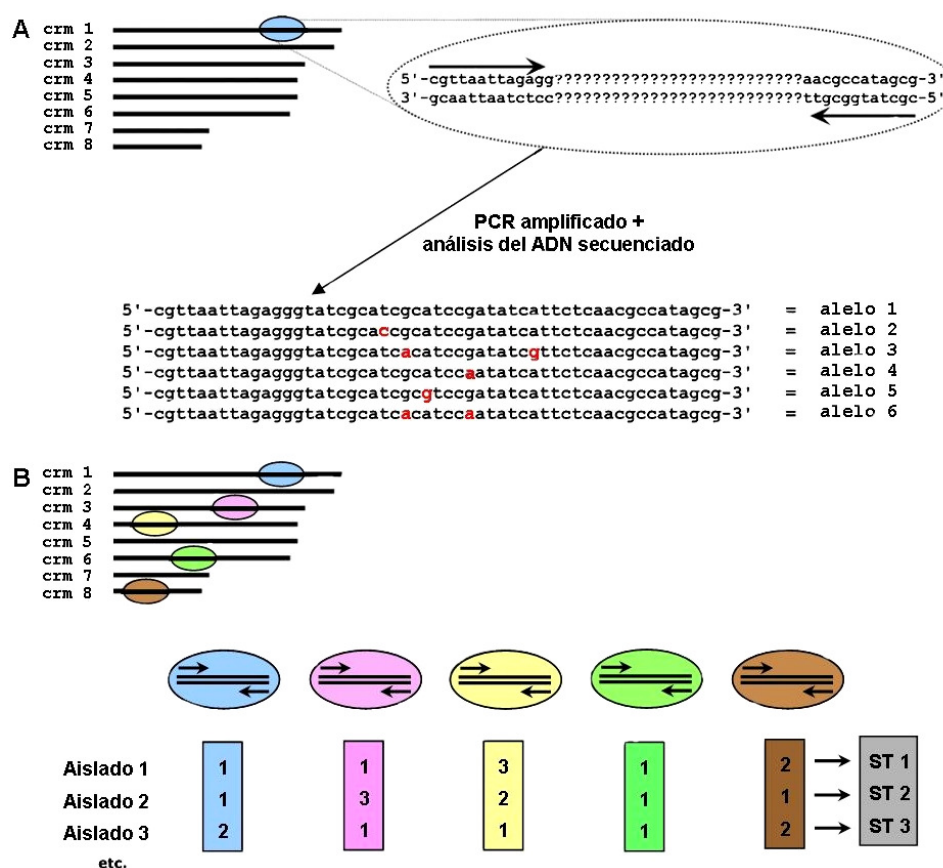 A
crm 1
crm 2
crm 3
crm 4
crm 5
crm 6
crm 7
crm 8
5'-cgttaattagagg??????????????????????????aacgccatagcg-3'
3'-gcaattaatctcc??????????????????????????ttgcggtatcgc-5'
PCR amplificado +
análisis del ADN secuenciado
5'-cgttaattagagggtatcgcatcgcatccgatatcattctcaacgccatagcg-3' = alelo 1
5'-cgttaattagagggtatcgcaccgcatccgatatcattctcaacgccatagcg-3' = alelo 2
5'-cgttaattagagggtatcgcatcacatccgatatcgttctcaacgccatagcg-3' = alelo 3
5'-cgttaattagagggtatcgcatcgcatccaatatcattctcaacgccatagcg-3' = alelo 4
5'-cgttaattagagggtatcgcatcgcgtccgatatcattctcaacgccatagcg-3' = alelo 5
5'-cgttaattagagggtatcgcatcacatccaatatcattctcaacgccatagcg-3' = alelo 6
B
crm 1
crm 2
crm 3
crm 4
crm 5
crm 6
crm 7
crm 8
Aislado 1 1 1 3 1 2 ST 1
Aislado 2 1 3 2 1 1 ST 2
Aislado 3 2 1 1 1 2 ST 3
etc.